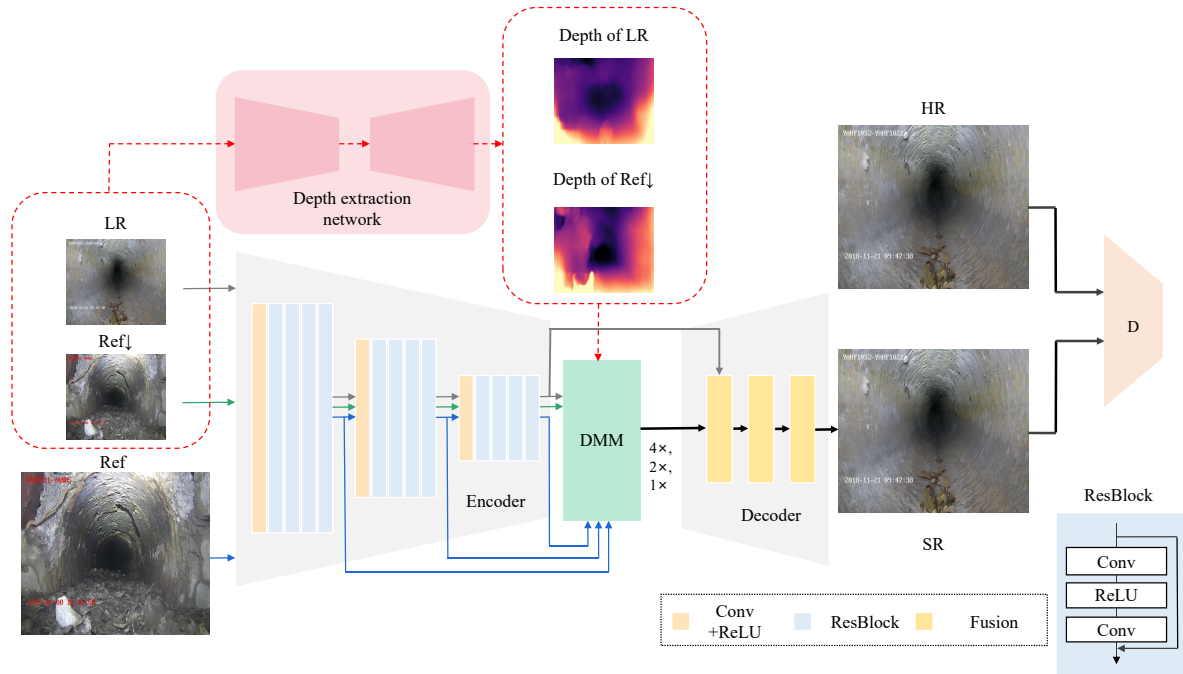 Depth of LR
HR
Depth of Ref↓
Depth extraction
network
LR
Ref↓
Ref
Encoder
DMM
4×,
2×,
1×
Decoder
2018-11-21 09:47:38
D
2018-11-21 09:47:38
SR
ResBlock
Conv
ReLU
Conv
Conv
+ReLU
ResBlock
Fusion